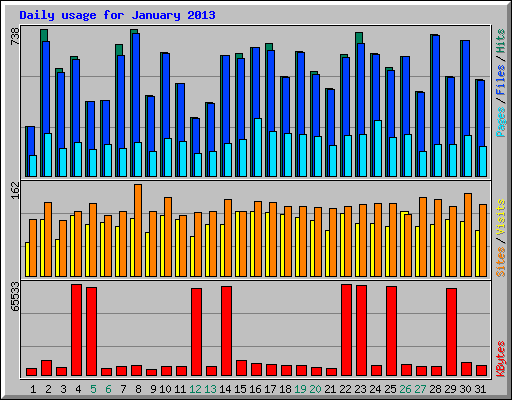 Daily usage for January 2013
738
Pages / Files / Hits
162
Sites / Visits
65533
KBytes
1 2 3 4 5 6 7 8 9 10 11 12 13 14 15 16 17 18 19 20 21 22 23 24 25 26 27 28 29 30 31